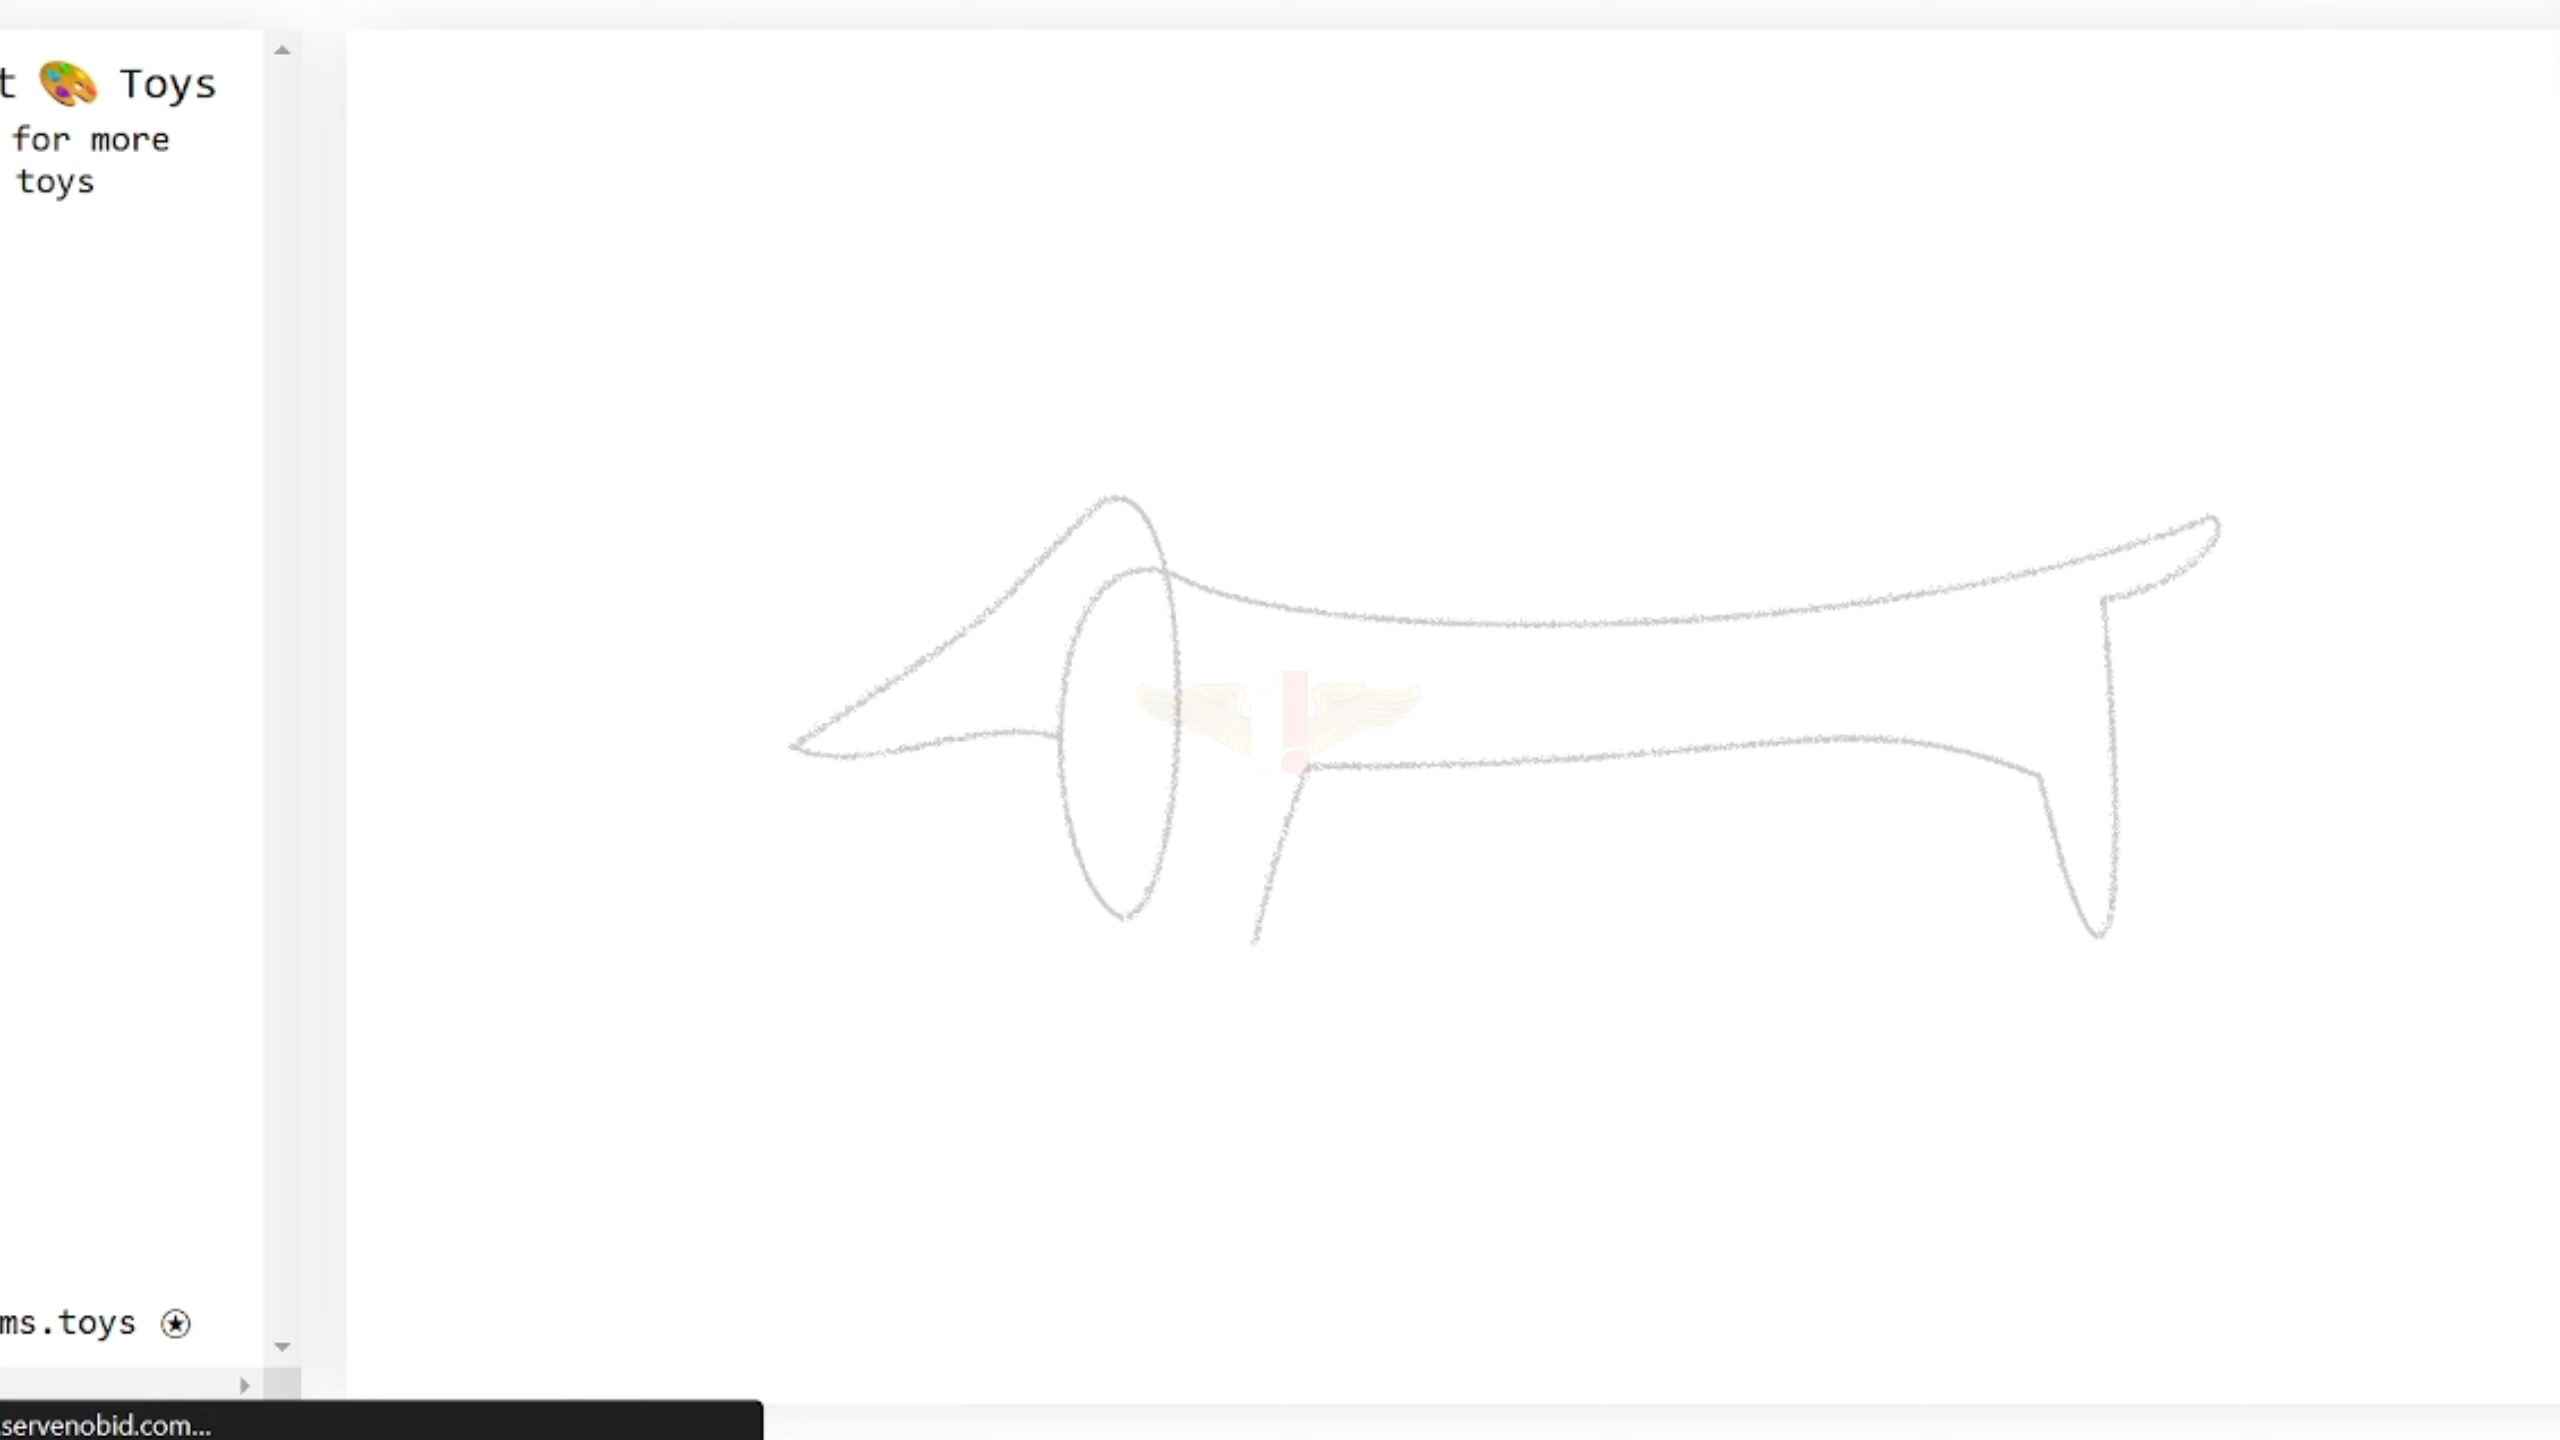 t 🎨 Toys
for more
toys
ms.toys ⍟
.servenobid.com...